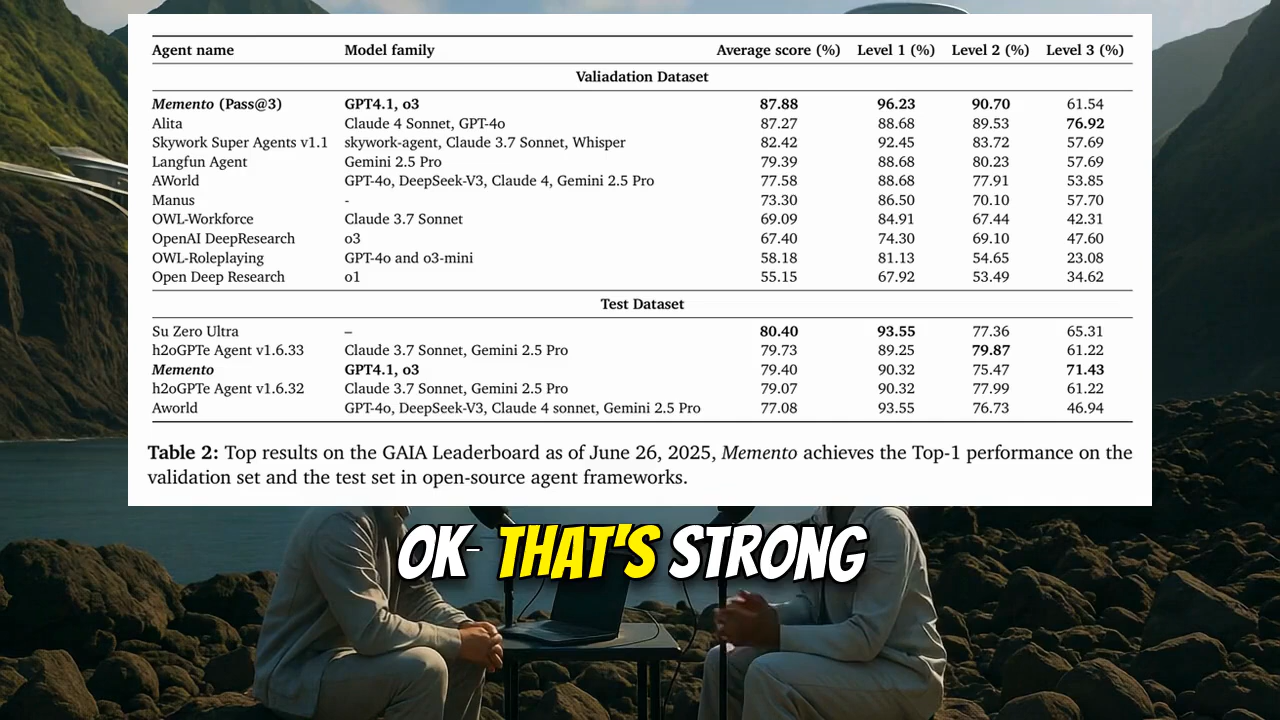 Agent name Model family Average score (%) Level 1 (%) Level 2 (%) Level 3 (%)
Valiadation Dataset
Memento (Pass@3) GPT4.1, o3 87.88 96.23 90.70 61.54
Alita Claude 4 Sonnet, GPT-4o 87.27 88.68 89.53 76.92
Skywork Super Agents v1.1 skywork-agent, Claude 3.7 Sonnet, Whisper 82.42 92.45 83.72 57.69
Langfun Agent Gemini 2.5 Pro 79.39 88.68 80.23 57.69
AWorld GPT-4o, DeepSeek-V3, Claude 4, Gemini 2.5 Pro 77.58 88.68 77.91 53.85
Manus - 73.30 86.50 70.10 57.70
OWL-Workforce Claude 3.7 Sonnet 69.09 84.91 67.44 42.31
OpenAI DeepResearch o3 67.40 74.30 69.10 47.60
OWL-Roleplaying GPT-4o and o3-mini 58.18 81.13 54.65 23.08
Open Deep Research o1 55.15 67.92 53.49 34.62
Test Dataset
Su Zero Ultra – 80.40 93.55 77.36 65.31
h2oGPTe Agent v1.6.33 Claude 3.7 Sonnet, Gemini 2.5 Pro 79.73 89.25 79.87 61.22
Memento GPT4.1, o3 79.40 90.32 75.47 71.43
h2oGPTe Agent v1.6.32 Claude 3.7 Sonnet, Gemini 2.5 Pro 79.07 90.32 77.99 61.22
Aworld GPT-4o, DeepSeek-V3, Claude 4 sonnet, Gemini 2.5 Pro 77.08 93.55 76.73 46.94
Table 2: Top results on the GAIA Leaderboard as of June 26, 2025, Memento achieves the Top-1 performance on the
validation set and the test set in open-source agent frameworks.
OK- THAT'S STRONG